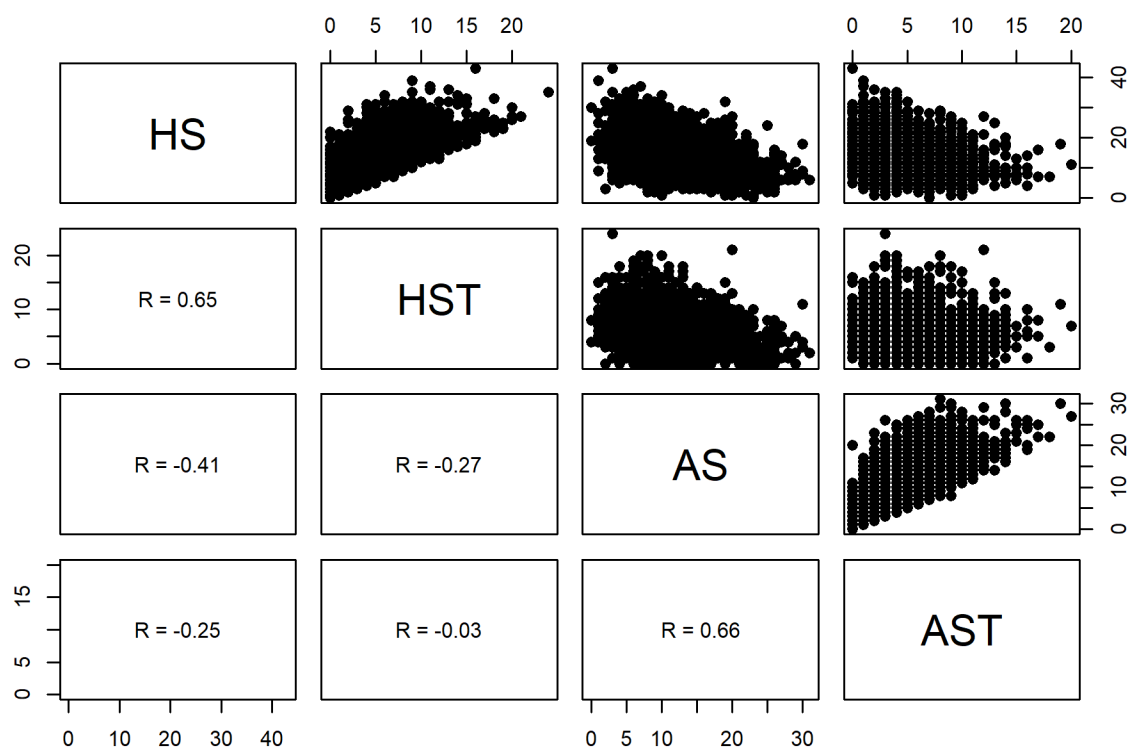 0 5 10 15 20 0 5 10 15 20
HS
0 20 40
0 10 20
R = 0.65
HST
R = -0.41
R = -0.27
AS
0 10 20 30
0 5 15
R = -0.25
R = -0.03
R = 0.66
AST
0 10 20 30 40 0 5 10 20 30